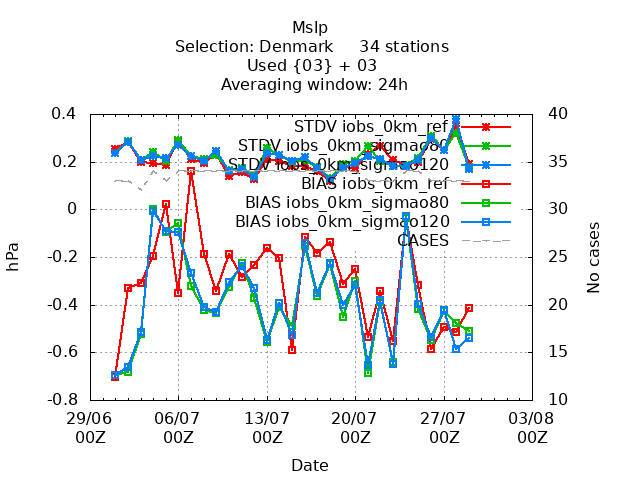 Mslp
Selection: Denmark 34 stations
Used {03} + 03
Averaging window: 24h
0.4
0.2
0
-0.2
-0.4
-0.6
-0.8
hPa
40
35
30
25
20
15
10
No cases
STDV iobs_0km_ref
STDV iobs_0km_sigmao80
STDV iobs_0km_sigmao120
BIAS iobs_0km_ref
BIAS iobs_0km_sigmao80
BIAS iobs_0km_sigmao120
CASES
29/06 06/07 13/07 20/07 27/07 03/08
00Z 00Z 00Z 00Z 00Z 00Z
Date